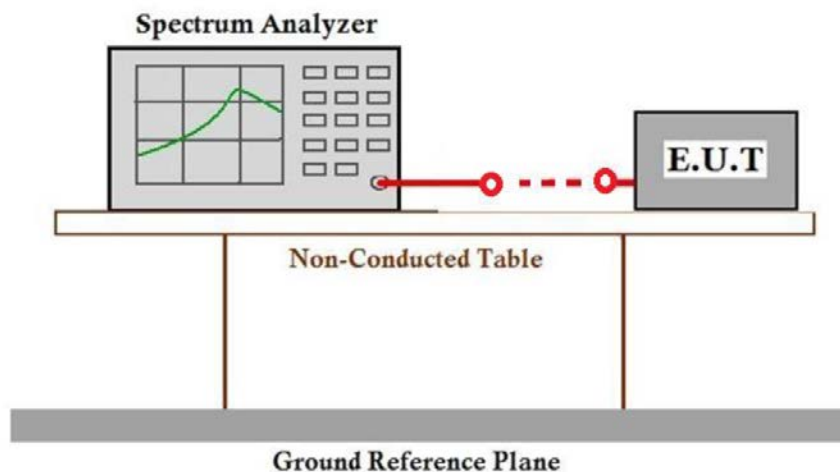 Spectrum Analyzer
E.U.T
Non-Conducted Table
Ground Reference Plane